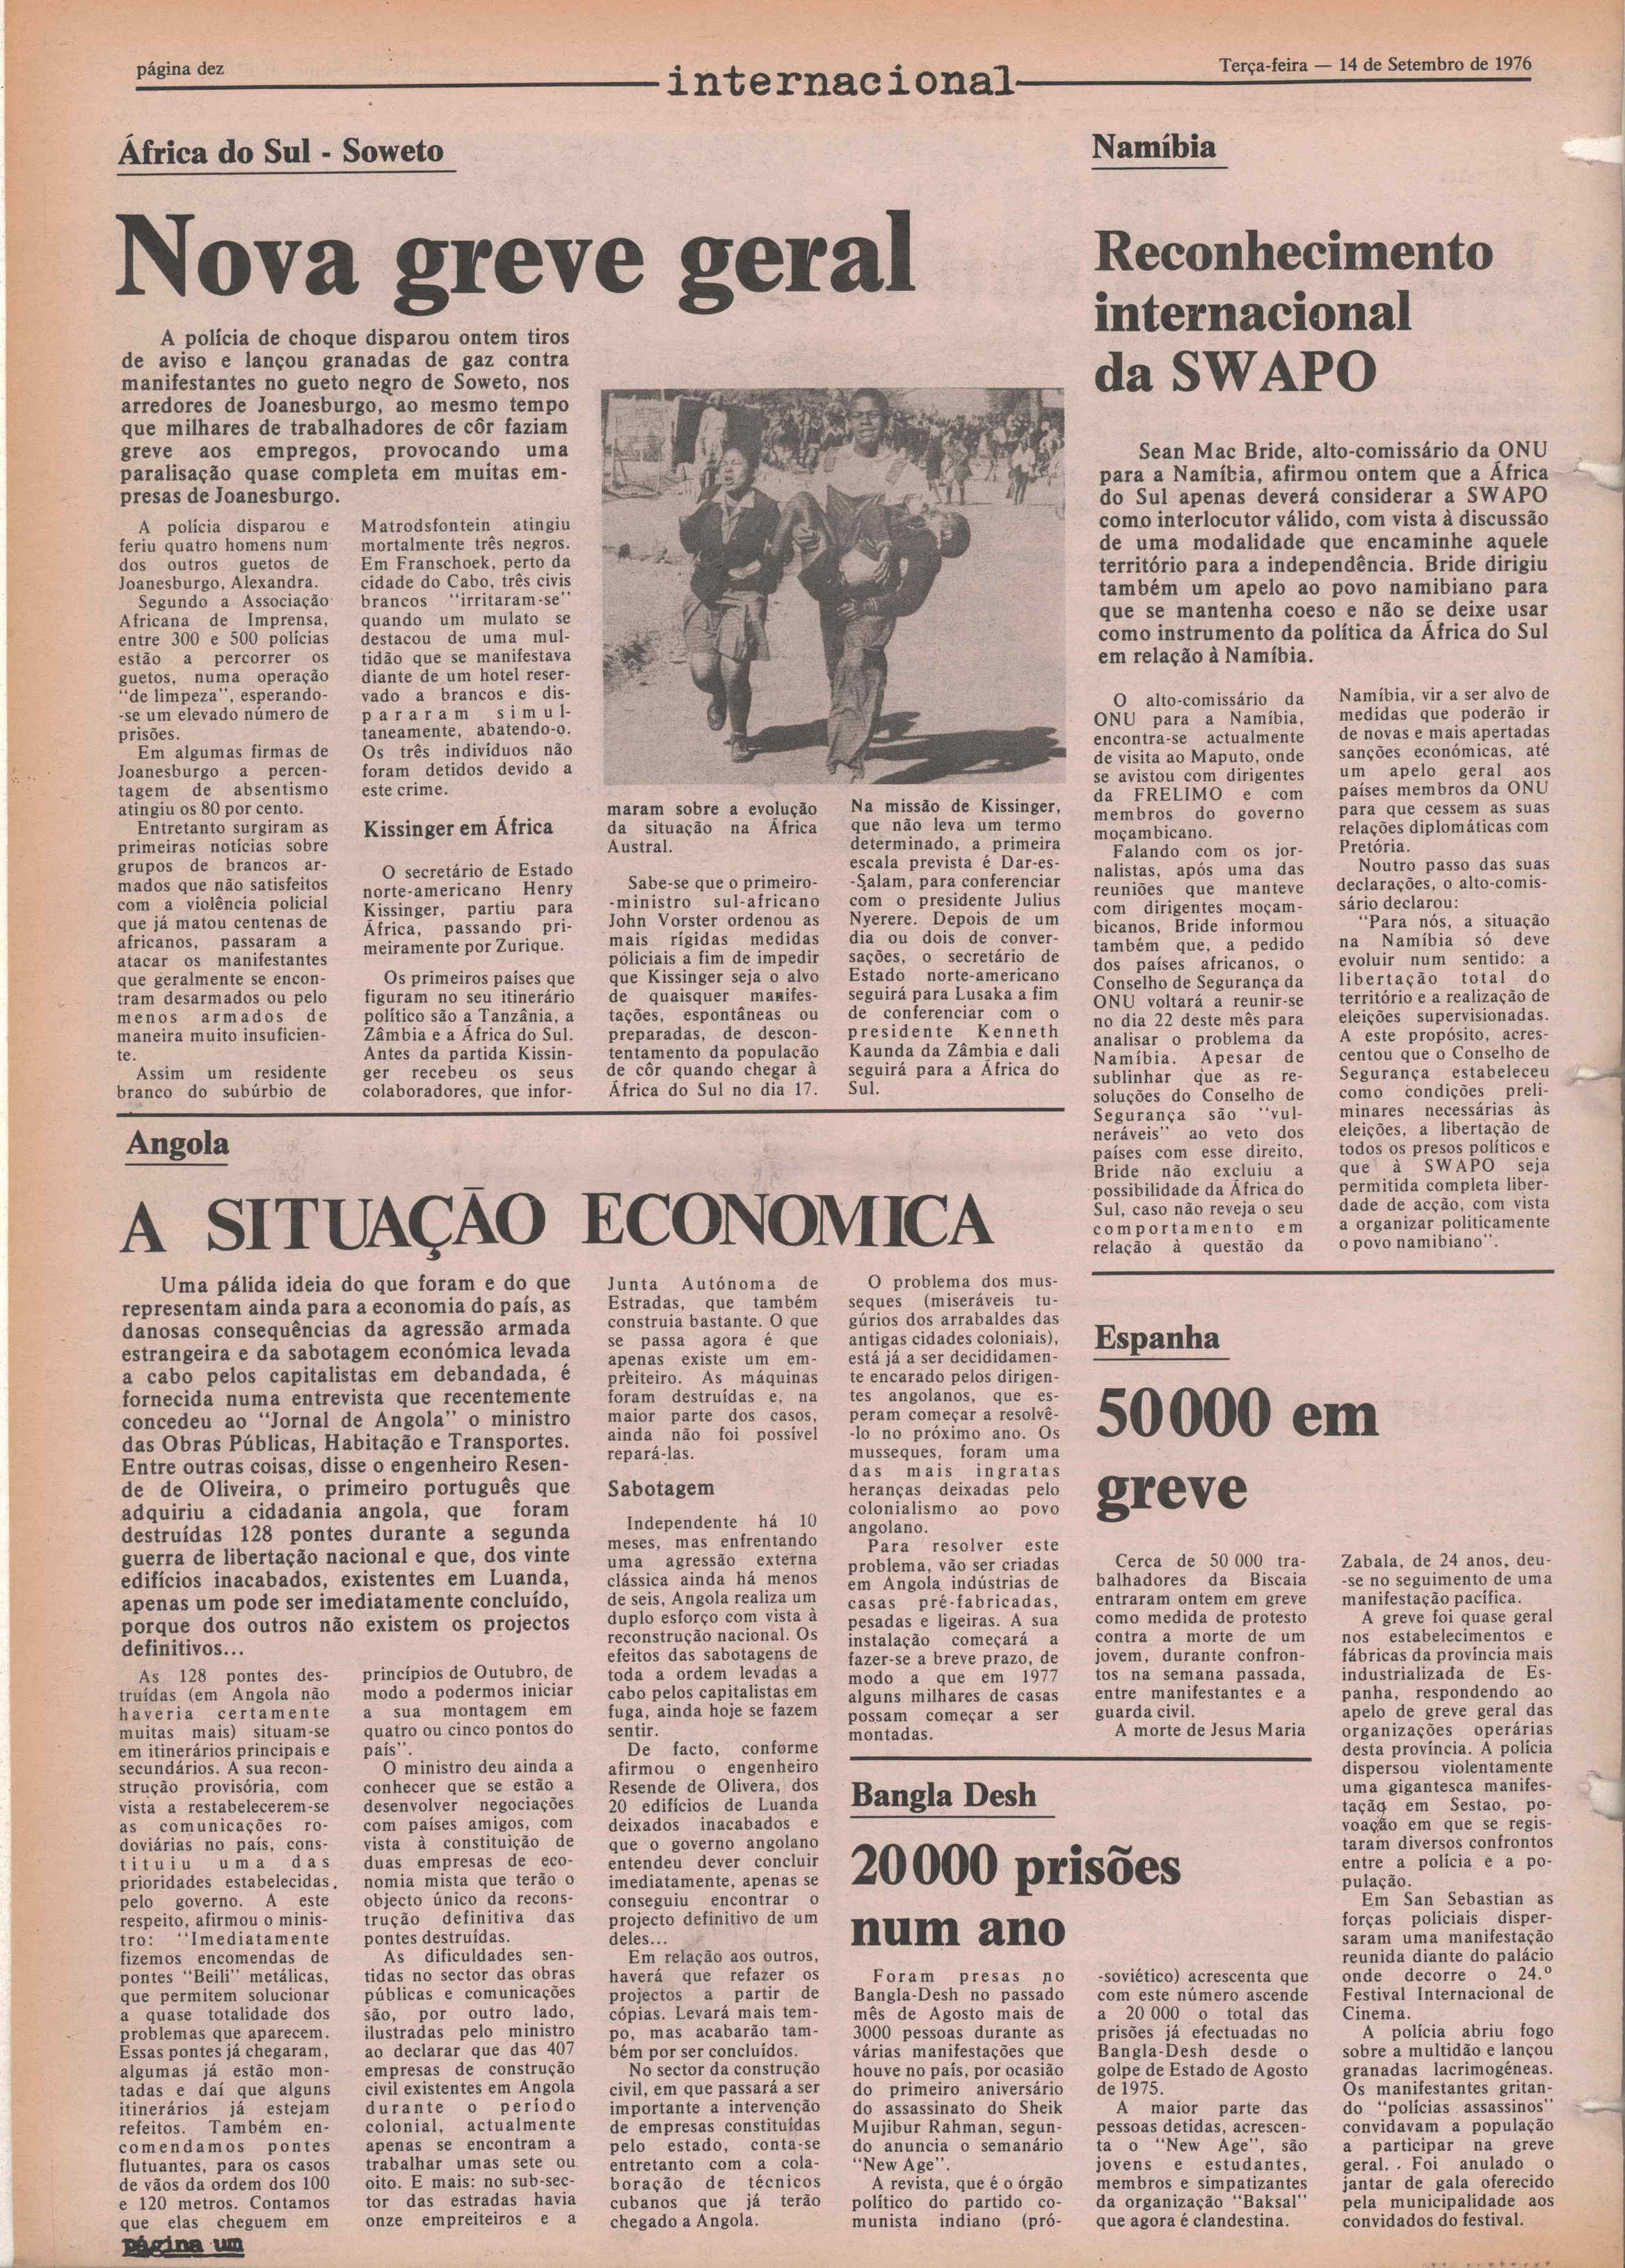 página dez
internacional
Terça-feira — 14 de Setembro de 1976
África do Sul - Soweto
Nova greve geral
A polícia de choque disparou ontem tiros
de aviso e lançou granadas de gaz contra
manifestantes no gueto negro de Soweto, nos
arredores de Joanesburgo, ao mesmo tempo
que milhares de trabalhadores de côr faziam
greve aos empregos, provocando uma
paralisação quase completa em muitas em-
presas de Joanesburgo.
A polícia disparou e
feriu quatro homens num
dos outros guetos de
Joanesburgo, Alexandra.
Segundo a Associação
Africana de Imprensa,
entre 300 e 500 polícias
estão a percorrer os
guetos, numa operação
"de limpeza", esperando-
-se um elevado número de
prisões.
Em algumas firmas de
Joanesburgo a percen-
tagem de absentismo
atingiu os 80 por cento.
Entretanto surgiram as
primeiras notícias sobre
grupos de brancos ar-
mados que não satisfeitos
com a violência policial
que já matou centenas de
africanos, passaram a
atacar os manifestantes
que geralmente se encon-
tram desarmados ou pelo
menos armados de
maneira muito insuficien-
te.
Assim um residente
branco do subúrbio de
Matrodsfontein atingiu
mortalmente três negros.
Em Franschoek, perto da
cidade do Cabo, três civis
brancos "irritaram-se"
quando um mulato se
destacou de uma mul-
tidão que se manifestava
diante de um hotel reser-
vado a brancos e dis-
pararam simul-
taneamente, abatendo-o.
Os três indivíduos não
foram detidos devido a
este crime.
Kissinger em África
O secretário de Estado
norte-americano Henry
Kissinger, partiu para
África, passando pri-
meiramente por Zurique.
Os primeiros países que
figuram no seu itinerário
político são a Tanzânia, a
Zâmbia e a África do Sul.
Antes da partida Kissin-
ger recebeu os seus
colaboradores, que infor-
maram sobre a evolução
da situação na África
Austral.
Sabe-se que o primeiro-
-ministro sul-africano
John Vorster ordenou as
mais rígidas medidas
policiais a fim de impedir
que Kissinger seja o alvo
de quaisquer manifes-
tações, espontâneas ou
preparadas, de descon-
tentamento da população
de côr quando chegar à
África do Sul no dia 17.
Na missão de Kissinger,
que não leva um termo
determinado, a primeira
escala prevista é Dar-es-
-Salam, para conferenciar
com o presidente Julius
Nyerere. Depois de um
dia ou dois de conver-
sações, o secretário de
Estado norte-americano
seguirá para Lusaka a fim
de conferenciar com o
presidente Kenneth
Kaunda da Zâmbia e dali
seguirá para a África do
Sul.
Namíbia
Reconhecimento
internacional
da SWAPO
Sean Mac Bride, alto-comissário da ONU
para a Namíbia, afirmou ontem que a África
do Sul apenas deverá considerar a SWAPO
como interlocutor válido, com vista à discussão
de uma modalidade que encaminhe aquele
território para a independência. Bride dirigiu
também um apelo ao povo namibiano para
que se mantenha coeso e não se deixe usar
como instrumento da política da África do Sul
em relação à Namíbia.
O alto-comissário da
ONU para a Namíbia,
encontra-se actualmente
de visita ao Maputo, onde
se avistou com dirigentes
da FRELIMO e com
membros do governo
moçambicano.
Falando com os jor-
nalistas, após uma das
reuniões que manteve
com dirigentes moçam-
bicanos, Bride informou
também que, a pedido
dos países africanos, o
Conselho de Segurança da
ONU voltará a reunir-se
no dia 22 deste mês para
analisar o problema da
Namíbia. Apesar de
sublinhar que as re-
soluções do Conselho de
Segurança são "vul-
neráveis" ao veto dos
países com esse direito,
Bride não excluiu a
possibilidade da África do
Sul, caso não reveja o seu
comportamento em
relação à questão da
Namíbia, vir a ser alvo de
medidas que poderão ir
de novas e mais apertadas
sanções económicas, até
um apelo geral aos
países membros da ONU
para que cessem as suas
relações diplomáticas com
Pretória.
Noutro passo das suas
declarações, o alto-comis-
sário declarou:
"Para nós, a situação
na Namíbia só deve
evoluir num sentido: a
libertação total do
território e a realização de
eleições supervisionadas.
A este propósito, acres-
centou que o Conselho de
Segurança estabeleceu
como condições preli-
minares necessárias às
eleições, a libertação de
todos os presos políticos e
que à SWAPO seja
permitida completa liber-
dade de acção, com vista
a organizar politicamente
o povo namibiano".
Angola
A SITUAÇÃO ECONOMICA
Uma pálida ideia do que foram e do que
representam ainda para a economia do país, as
danosas consequências da agressão armada
estrangeira e da sabotagem económica levada
a cabo pelos capitalistas em debandada, é
fornecida numa entrevista que recentemente
concedeu ao "Jornal de Angola" o ministro
das Obras Públicas, Habitação e Transportes.
Entre outras coisas, disse o engenheiro Resen-
de de Oliveira, o primeiro português que
adquiriu a cidadania angola, que foram
destruídas 128 pontes durante a segunda
guerra de libertação nacional e que, dos vinte
edifícios inacabados, existentes em Luanda,
apenas um pode ser imediatamente concluído,
porque dos outros não existem os projectos
definitivos...
As 128 pontes des-
truídas (em Angola não
haveria certamente
muitas mais) situam-se
em itinerários principais e
secundários. A sua recon-
strução provisória, com
vista a restabelecerem-se
as comunicações ro-
doviárias no país, cons-
tituiu uma das
prioridades estabelecidas
pelo governo. A este
respeito, afirmou o minis-
tro: "Imediatamente
fizemos encomendas de
pontes "Beili" metálicas,
que permitem solucionar
a quase totalidade dos
problemas que aparecem.
Essas pontes já chegaram,
algumas já estão mon-
tadas e daí que alguns
itinerários já estejam
refeitos. Também en-
comendamos pontes
flutuantes, para os casos
de vãos da ordem dos 100
e 120 metros. Contamos
que elas cheguem em
princípios de Outubro, de
modo a podermos iniciar
a sua montagem em
quatro ou cinco pontos do
país".
O ministro deu ainda a
conhecer que se estão a
desenvolver negociações
com países amigos, com
vista à constituição de
duas empresas de eco-
nomia mista que terão o
objecto único da recons-
trução definitiva das
pontes destruídas.
As dificuldades sen-
tidas no sector das obras
públicas e comunicações
são, por outro lado,
ilustradas pelo ministro
ao declarar que das 407
empresas de construção
civil existentes em Angola
durante o período
colonial, actualmente
apenas se encontram a
trabalhar umas sete ou
oito. E mais: no sub-sec-
tor das estradas havia
onze empreiteiros e a
Junta Autónoma de
Estradas, que também
construia bastante. O que
se passa agora é que
apenas existe um em-
preiteiro. As máquinas
foram destruídas e, na
maior parte dos casos,
ainda não foi possível
repará-las.
Sabotagem
Independente há 10
meses, mas enfrentando
uma agressão externa
clássica ainda há menos
de seis, Angola realiza um
duplo esforço com vista à
reconstrução nacional. Os
efeitos das sabotagens de
toda a ordem levadas a
cabo pelos capitalistas em
fuga, ainda hoje se fazem
sentir.
De facto, conforme
afirmou o engenheiro
Resende de Olivera, dos
20 edifícios de Luanda
deixados inacabados e
que o governo angolano
entendeu dever concluir
imediatamente, apenas se
conseguiu encontrar o
projecto definitivo de um
deles...
Em relação aos outros,
haverá que refazer os
projectos a partir de
cópias. Levará mais tem-
po, mas acabarão tam-
bém por ser concluídos.
No sector da construção
civil, em que passará a ser
importante a intervenção
de empresas constituídas
pelo estado, conta-se
entretanto com a cola-
boração de técnicos
cubanos que já terão
chegado a Angola.
O problema dos mus-
seques (miseráveis tu-
gúrios dos arrabaldes das
antigas cidades coloniais),
está já a ser decididamen-
te encarado pelos dirigen-
tes angolanos, que es-
peram começar a resolvê-
-lo no próximo ano. Os
musseques, foram uma
das mais ingratas
heranças deixadas pelo
colonialismo ao povo
angolano.
Para resolver este
problema, vão ser criadas
em Angola indústrias de
casas pré-fabricadas,
pesadas e ligeiras. A sua
instalação começará a
fazer-se a breve prazo, de
modo a que em 1977
alguns milhares de casas
possam começar a ser
montadas.
Espanha
50 000 em
greve
Cerca de 50 000 tra-
balhadores da Biscaia
entraram ontem em greve
como medida de protesto
contra a morte de um
jovem, durante confron-
tos na semana passada,
entre manifestantes e a
guarda civil.
A morte de Jesus Maria
Zabala, de 24 anos, deu-
-se no seguimento de uma
manifestação pacífica.
A greve foi quase geral
nos estabelecimentos e
fábricas da província mais
industrializada de Es-
panha, respondendo ao
apelo de greve geral das
organizações operárias
desta província. A polícia
dispersou violentamente
uma gigantesca manifes-
tação em Sestao, po-
voação em que se regis-
taram diversos confrontos
entre a polícia e a po-
pulação.
Em San Sebastian as
forças policiais disper-
saram uma manifestação
reunida diante do palácio
onde decorre o 24.º
Festival Internacional de
Cinema.
A polícia abriu fogo
sobre a multidão e lançou
granadas lacrimogéneas.
Os manifestantes gritan-
do "polícias assassinos"
convidavam a população
a participar na greve
geral. . Foi anulado o
jantar de gala oferecido
pela municipalidade aos
convidados do festival.
Bangla Desh
20 000 prisões
num ano
Foram presas no
Bangla-Desh no passado
mês de Agosto mais de
3000 pessoas durante as
várias manifestações que
houve no país, por ocasião
do primeiro aniversário
do assassinato do Sheik
Mujibur Rahman, segun-
do anuncia o semanário
"New Age".
A revista, que é o órgão
político do partido co-
munista indiano (pró-
-soviético) acrescenta que
com este número ascende
a 20 000 o total das
prisões já efectuadas no
Bangla-Desh desde o
golpe de Estado de Agosto
de 1975.
A maior parte das
pessoas detidas, acrescen-
ta o "New Age", são
jovens e estudantes,
membros e simpatizantes
da organização "Baksal"
que agora é clandestina.
página um